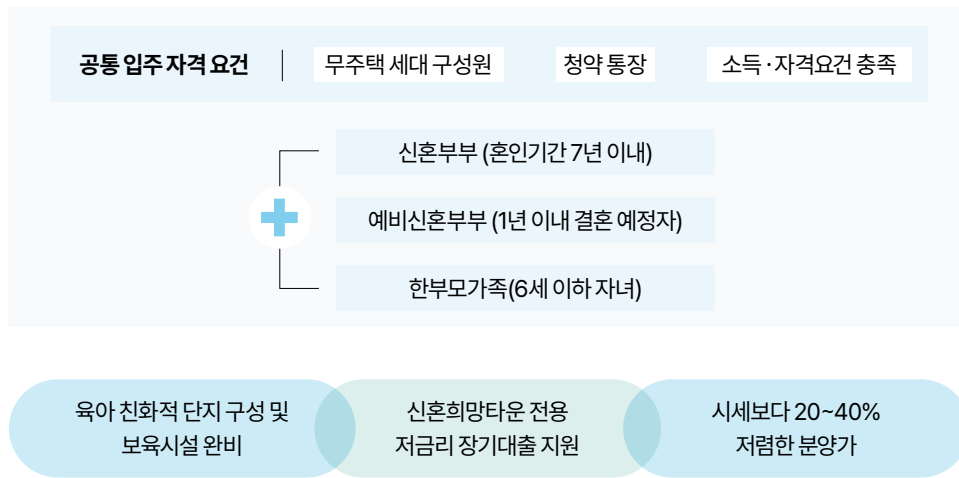 공통 입주 자격 요건
무주택 세대 구성원
청약 통장
소득·자격요건 충족
신혼부부 (혼인기간 7년 이내)
예비신혼부부 (1년 이내 결혼 예정자)
한부모가족(6세 이하 자녀)
육아 친화적 단지 구성 및
보육시설 완비
신혼희망타운 전용
저금리 장기대출 지원
시세보다 20~40%
저렴한 분양가